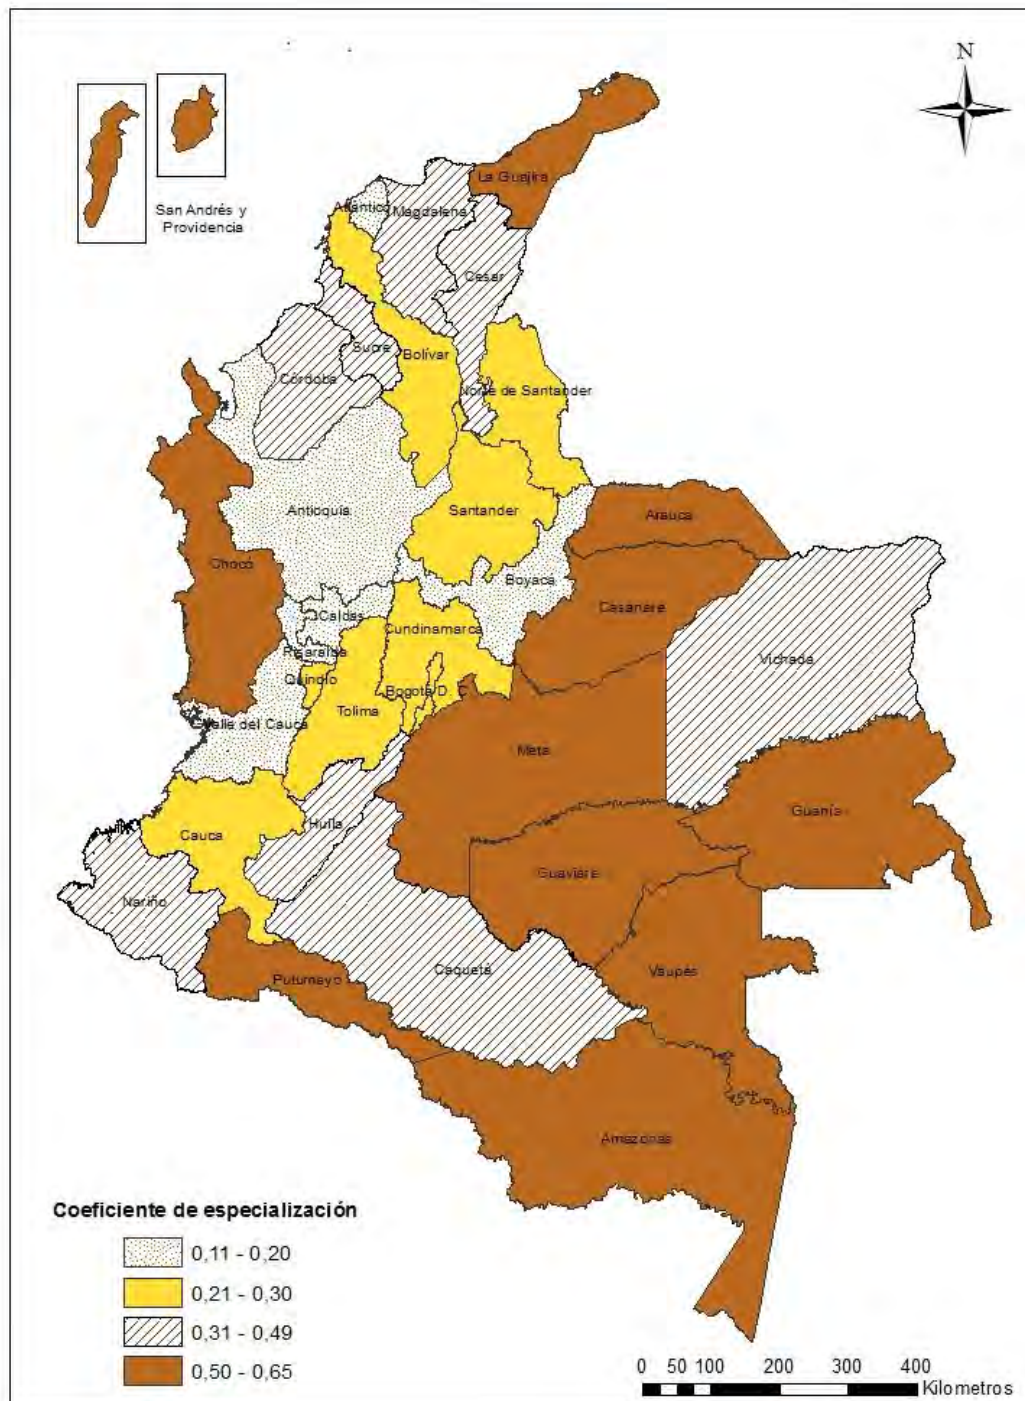 N
San Andrés y
Providencia
La Guajira
Atlántico
Magdalena
Cesar
Sucre
Bolívar
Córdoba
Norte de Santander
Antioquia
Santander
Arauca
Chocó
Boyacá
Caldas
Casanare
Cundinamarca
Risaralda
Vichada
Quindío
Bogotá D. C
Tolima
Valle del Cauca
Meta
Guanía
Cauca
Huila
Guaviare
Nariño
Caquetá
Vaupés
Putumayo
Amazonas
Coeficiente de especialización
0,11 - 0,20
0,21 - 0,30
0,31 - 0,49
0,50 - 0,65
0 50 100 200 300 400
Kilometros